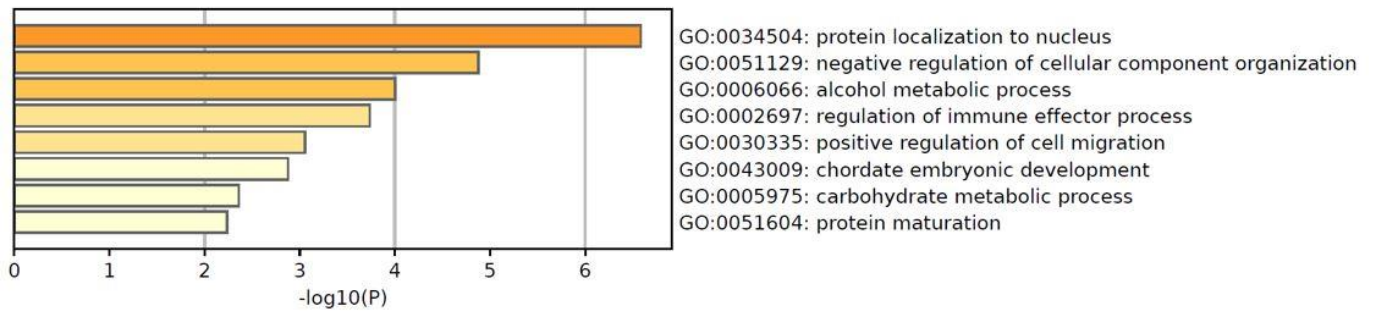 GO:0034504: protein localization to nucleus
GO:0051129: negative regulation of cellular component organization
GO:0006066: alcohol metabolic process
GO:0002697: regulation of immune effector process
GO:0030335: positive regulation of cell migration
GO:0043009: chordate embryonic development
GO:0005975: carbohydrate metabolic process
GO:0051604: protein maturation
0 1 2 3 4 5 6
-log10(P)